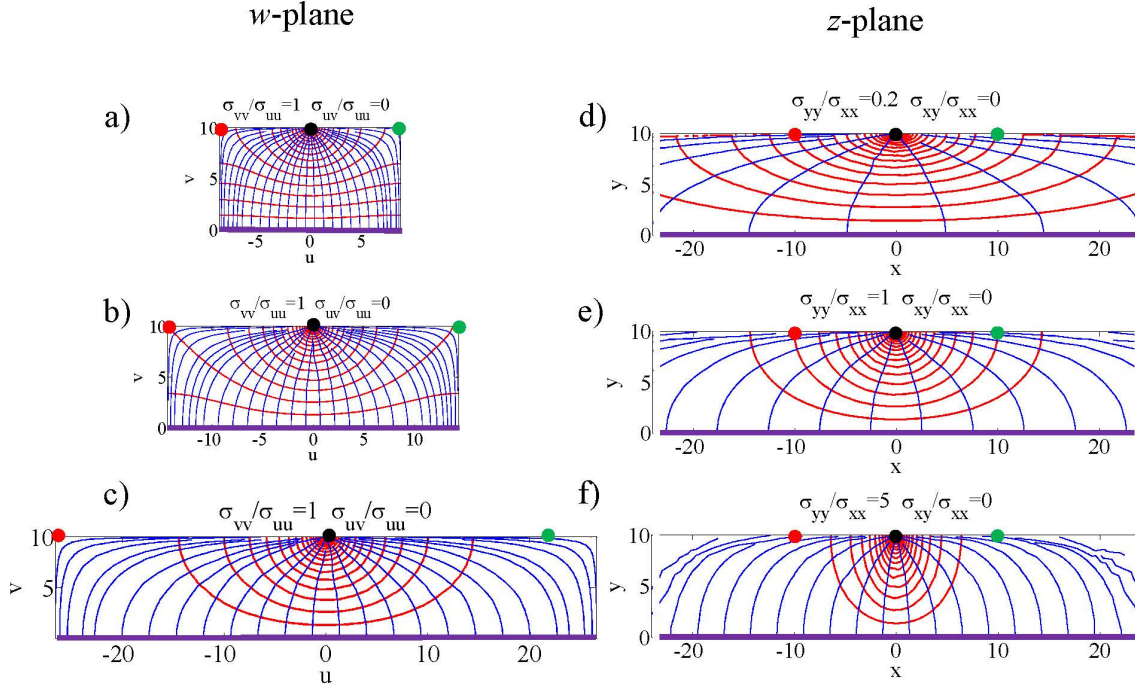 w-plane
z-plane
a)
σvv/σuu=1 σuv/σuu=0
10
5
0
v
-5 0 5
u
b)
σvv/σuu=1 σuv/σuu=0
10
5
0
v
-10 -5 0 5 10
u
c)
σvv/σuu=1 σuv/σuu=0
10
5
v
-20 -10 0 10 20
u
d)
σyy/σxx=0.2 σxy/σxx=0
10
5
0
y
-20 -10 0 10 20
x
e)
σyy/σxx=1 σxy/σxx=0
10
5
0
y
-20 -10 0 10 20
x
f)
σyy/σxx=5 σxy/σxx=0
10
5
0
y
-20 -10 0 10 20
x